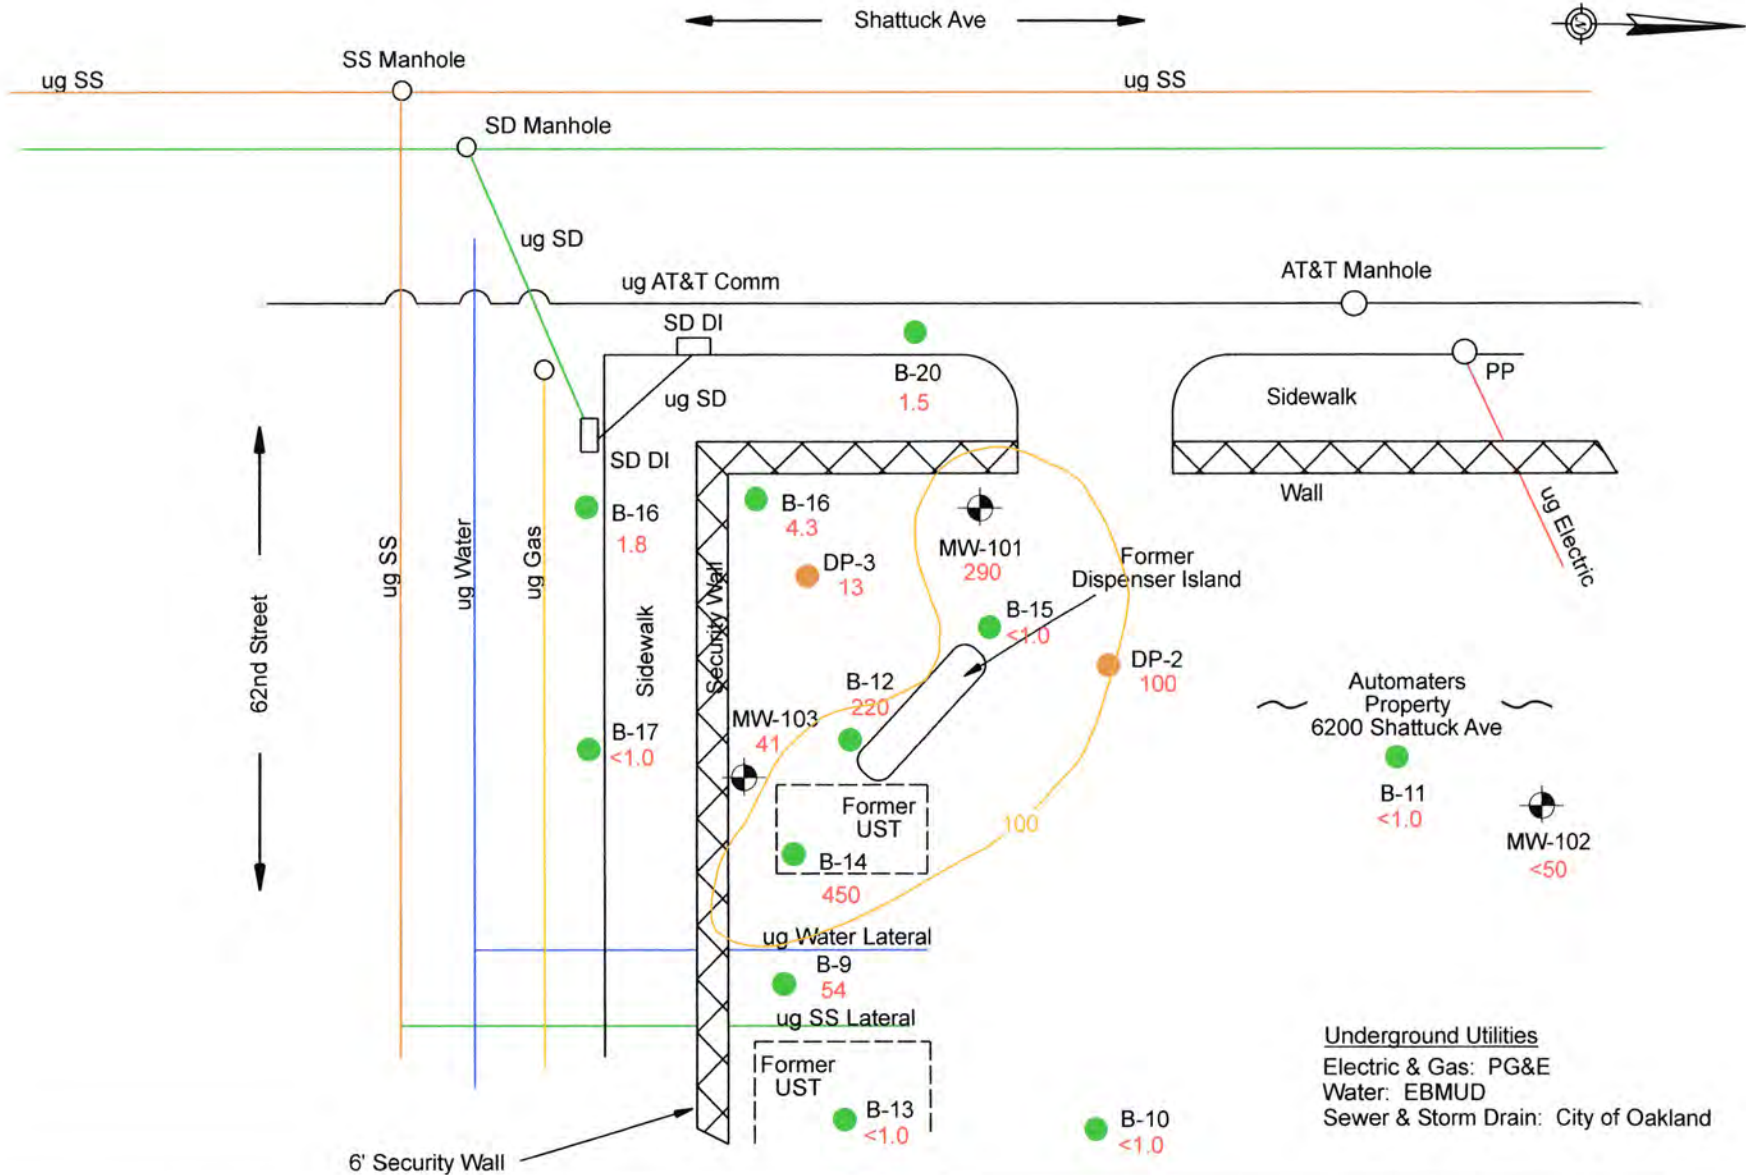 Shattuck Ave
SS Manhole
ug SS
ug SS
SD Manhole
ug SD
ug AT&T Comm
AT&T Manhole
SD DI
B-20
1.5
PP
ug SD
Sidewalk
SD DI
Wall
B-16
1.8
B-16
4.3
MW-101
290
ug Electric
DP-3
13
Former
Dispenser Island
ug SS
ug Water
ug Gas
62nd Street
Sidewalk
Security Wall
B-15
<1.0
DP-2
100
B-12
220
Automaters
Property
6200 Shattuck Ave
MW-103
41
B-17
<1.0
B-11
<1.0
Former
UST
100
MW-102
<50
B-14
450
ug Water Lateral
B-9
54
ug SS Lateral
Underground Utilities
Electric & Gas: PG&E
Water: EBMUD
Sewer & Storm Drain: City of Oakland
Former
UST
B-13
<1.0
B-10
<1.0
6' Security Wall